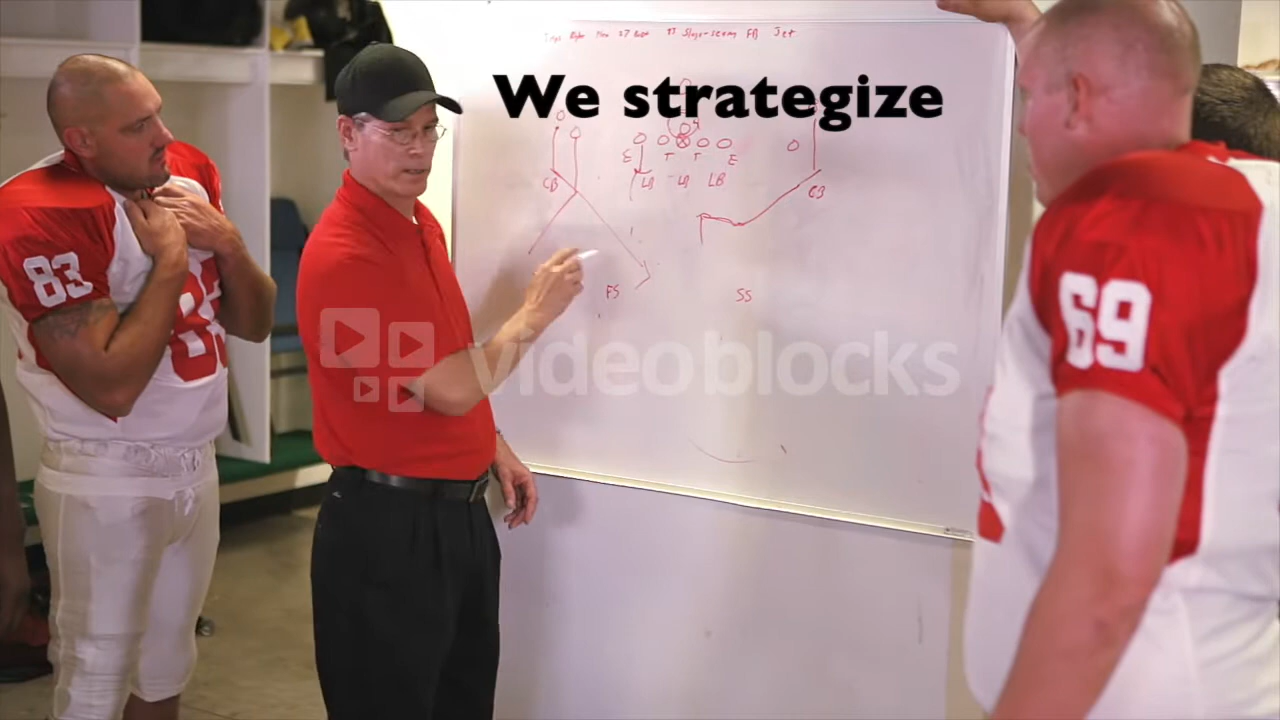 We strategize
E T T E
CB LB LB LB CB
FS SS
83
83
69
videoblocks